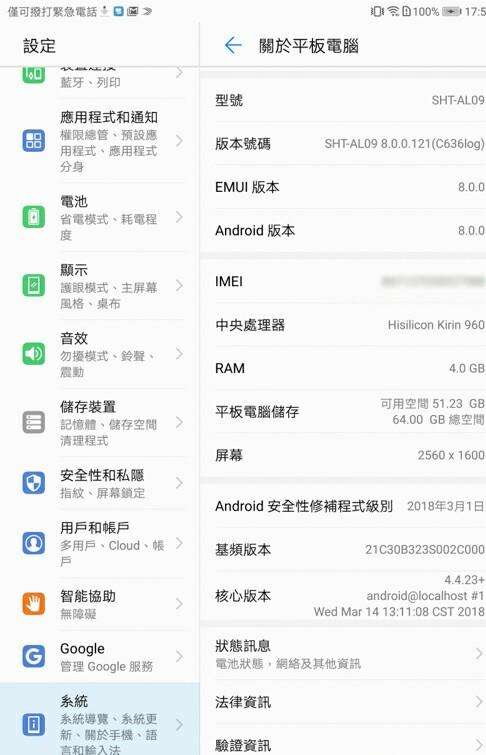 僅可撥打緊急電話
100%
17:5
設定
關於平板電腦
裝置連接
藍牙、列印
應用程式和通知
權限總管、預設應
用程式、應用程式
分身
電池
省電模式、耗電程
度
顯示
護眼模式、主屏幕
風格、桌布
音效
勿擾模式、鈴聲、
震動
儲存裝置
記憶體、儲存空間
清理程式
安全性和私隱
指紋、屏幕鎖定
用戶和帳戶
多用戶、Cloud、帳
戶
智能協助
無障礙
Google
管理 Google 服務
系統
系統導覽、系統更
新、關於手機、語
言和輸入法
型號
SHT-AL09
版本號碼
SHT-AL09 8.0.0.121(C636log)
EMUI 版本
8.0.0
Android 版本
8.0.0
IMEI
中央處理器
Hisilicon Kirin 960
RAM
4.0 GB
平板電腦儲存
可用空間 51.23 GB
64.00 GB 總空間
屏幕
2560 x 1600
Android 安全性修補程式級別
2018年3月1日
基頻版本
21C30B323S002C000
核心版本
4.4.23+
android@localhost #1
Wed Mar 14 13:11:08 CST 2018
狀態訊息
電池狀態，網絡及其他資訊
法律資訊
驗證資訊